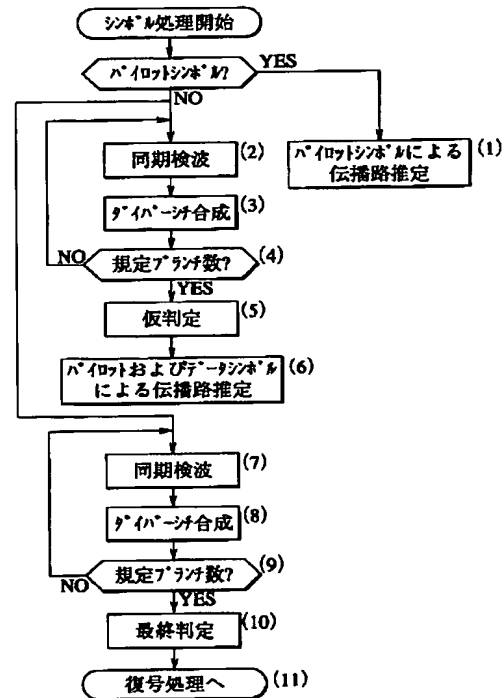 シンボル処理開始
パイロットシンボル?
YES
NO
パイロットシンボルによる
伝播路推定
(1)
同期検波
(2)
ダイバーシチ合成
(3)
規定ブランチ数?
(4)
NO
YES
仮判定
(5)
パイロットおよびデータシンボル
による伝播路推定
(6)
同期検波
(7)
ダイバーシチ合成
(8)
規定ブランチ数?
(9)
NO
YES
最終判定
(10)
復号処理へ
(11)